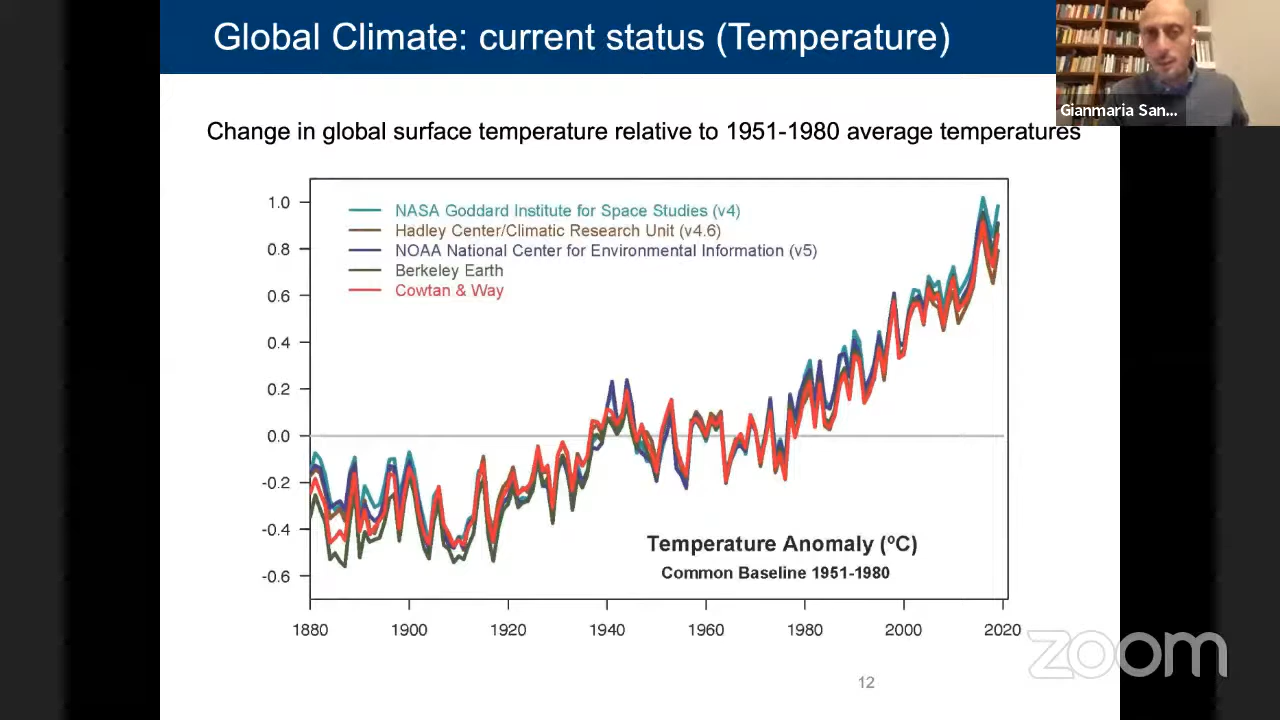 Global Climate: current status (Temperature)
Gianmaria San...
Change in global surface temperature relative to 1951-1980 average temperatures
1.0
0.8
0.6
0.4
0.2
0.0
-0.2
-0.4
-0.6
NASA Goddard Institute for Space Studies (v4)
Hadley Center/Climatic Research Unit (v4.6)
NOAA National Center for Environmental Information (v5)
Berkeley Earth
Cowtan & Way
Temperature Anomaly (ºC)
Common Baseline 1951-1980
1880 1900 1920 1940 1960 1980 2000 2020
zoom
12